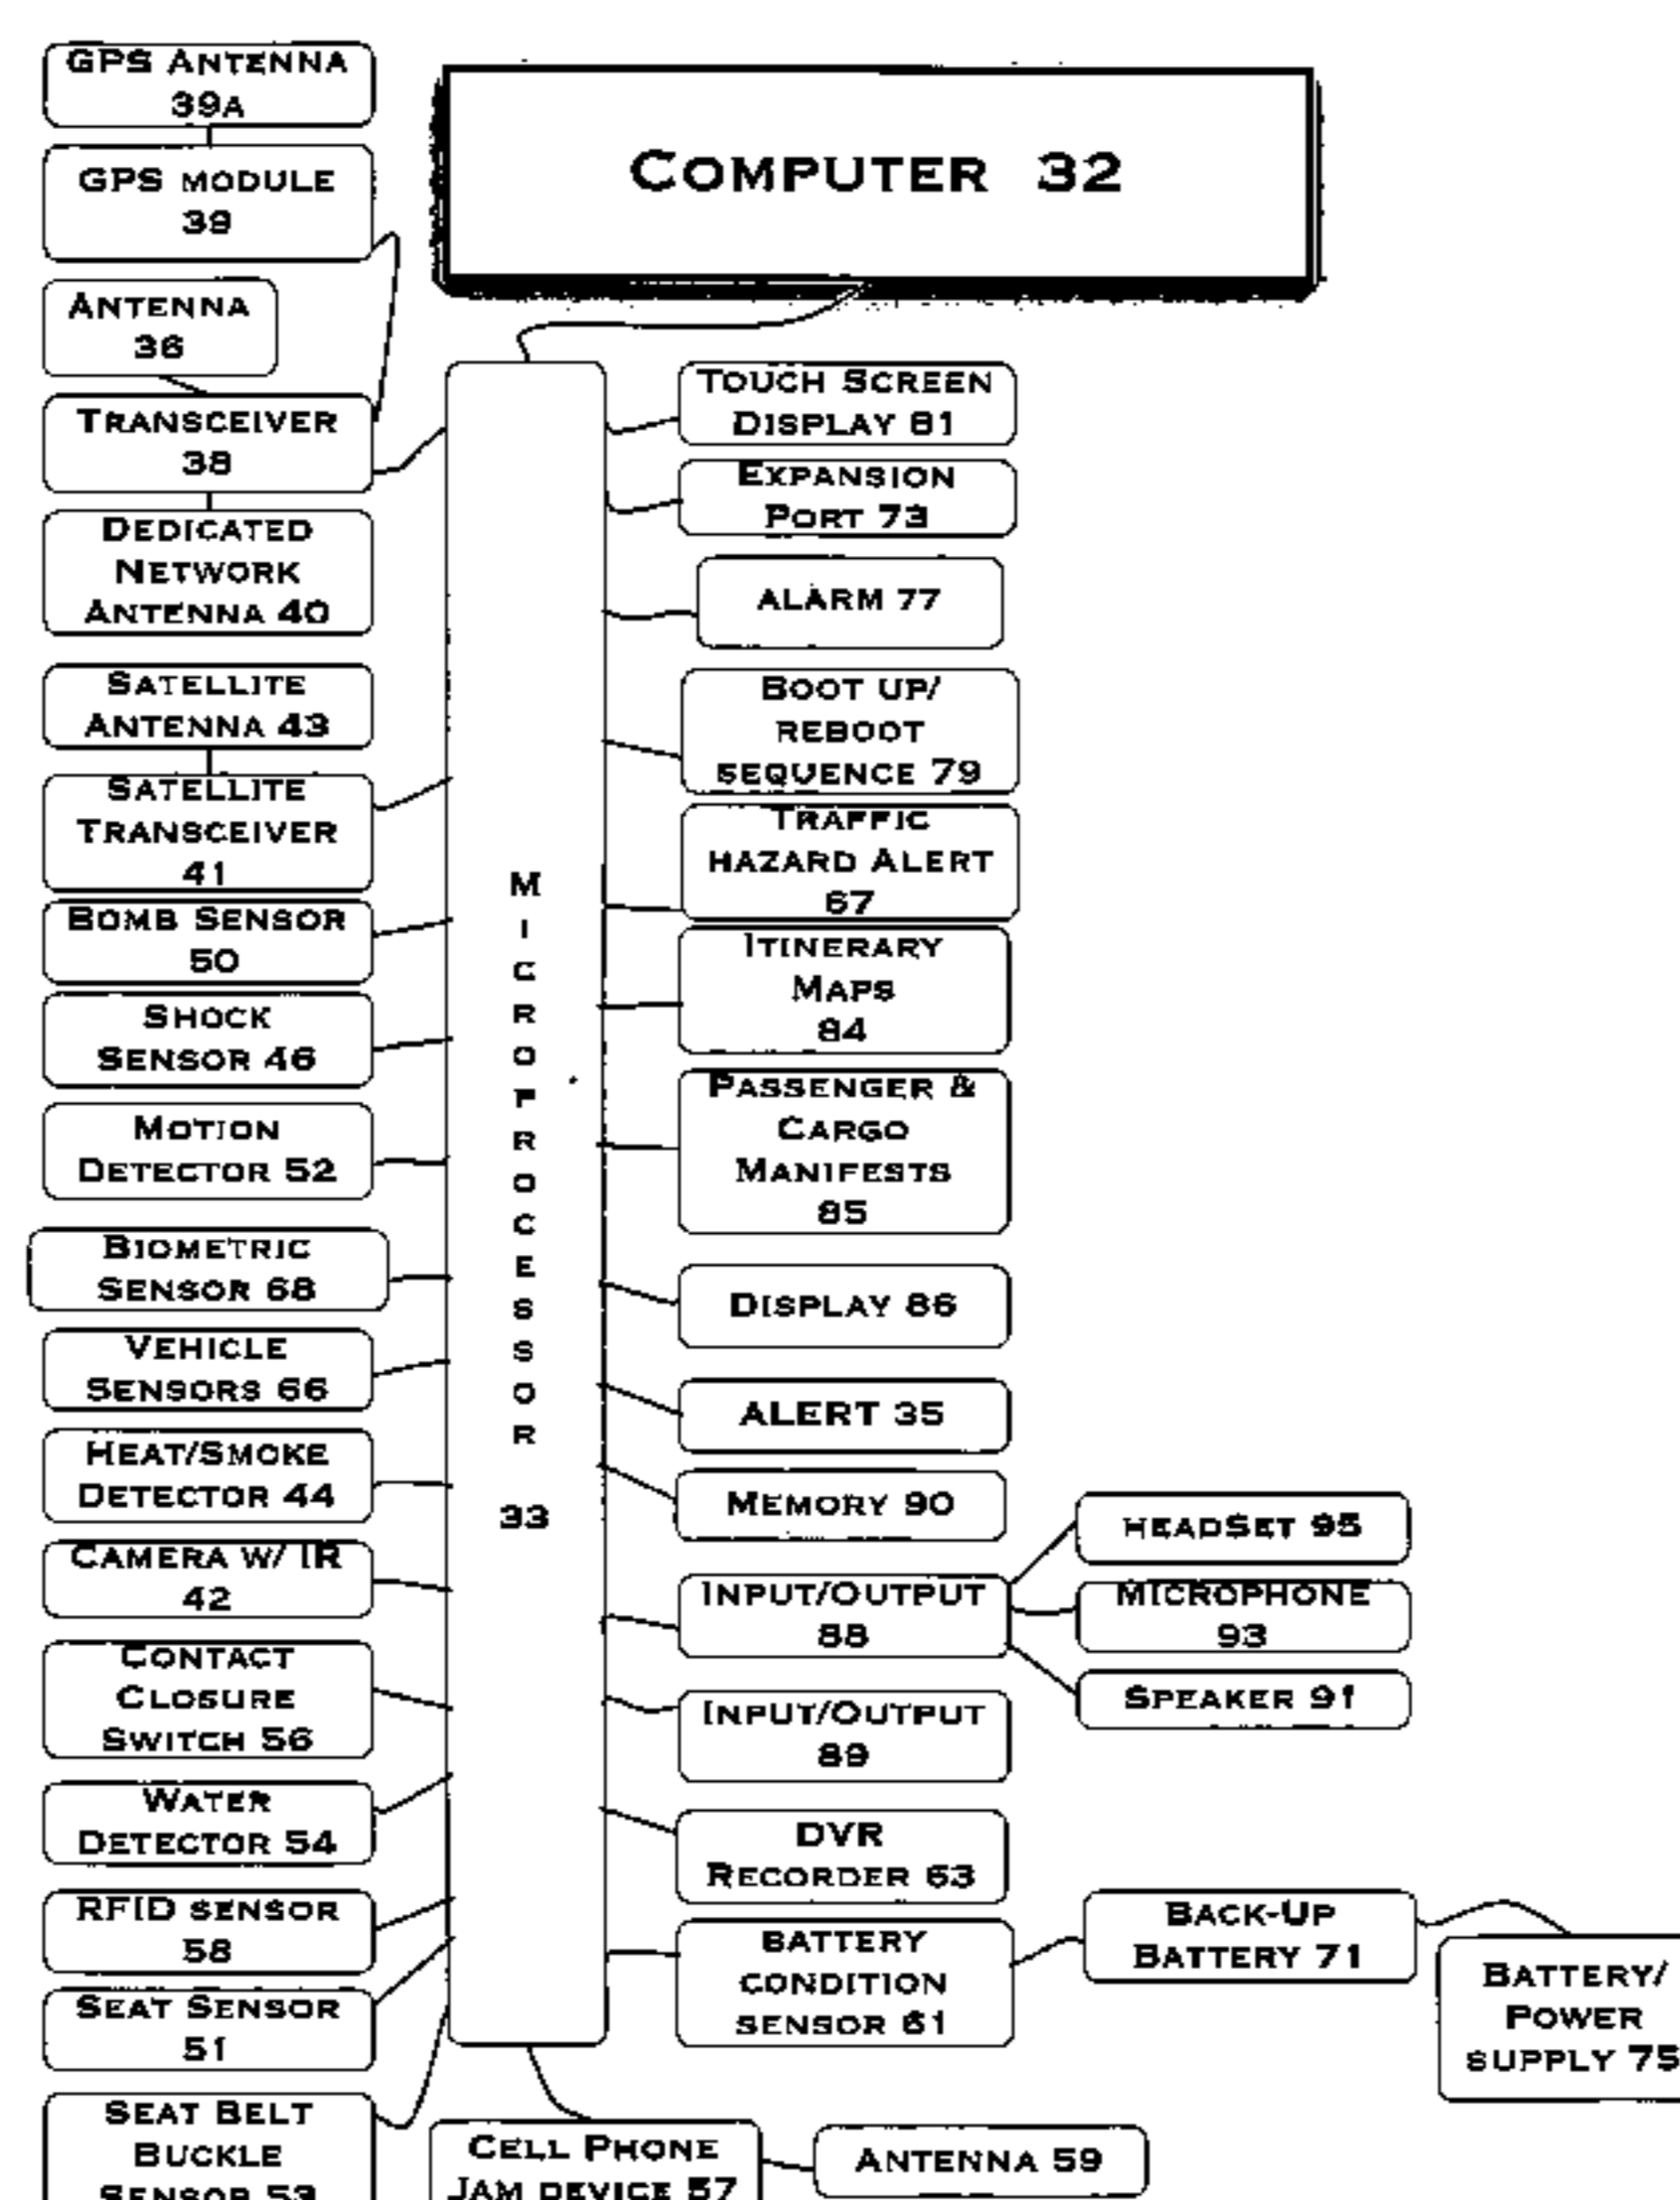 GPS ANTENNA
39A
GPS MODULE
39
ANTENNA
36
TRANSCEIVER
38
DEDICATED
NETWORK
ANTENNA 40
SATELLITE
ANTENNA 43
SATELLITE
TRANSCEIVER
41
BOMB SENSOR
50
SHOCK
SENSOR 46
MOTION
DETECTOR 52
BIOMETRIC
SENSOR 68
VEHICLE
SENSORS 66
HEAT/SMOKE
DETECTOR 44
CAMERA W/ IR
42
CONTACT
CLOSURE
SWITCH 56
WATER
DETECTOR 54
RFID SENSOR
58
SEAT SENSOR
51
SEAT BELT
BUCKLE
SENSOR 53
COMPUTER 32
M
I
C
R
O
P
R
O
C
E
S
S
O
R
33
TOUCH SCREEN
DISPLAY 81
EXPANSION
PORT 73
ALARM 77
BOOT UP/
REBOOT
SEQUENCE 79
TRAFFIC
HAZARD ALERT
67
ITINERARY
MAPS
84
PASSENGER &
CARGO
MANIFESTS
85
DISPLAY 86
ALERT 35
MEMORY 90
INPUT/OUTPUT
88
HEADSET 95
MICROPHONE
93
SPEAKER 91
INPUT/OUTPUT
89
DVR
RECORDER 63
BATTERY
CONDITION
SENSOR 61
BACK-UP
BATTERY 71
BATTERY/
POWER
SUPPLY 75
CELL PHONE
JAM DEVICE 57
ANTENNA 59